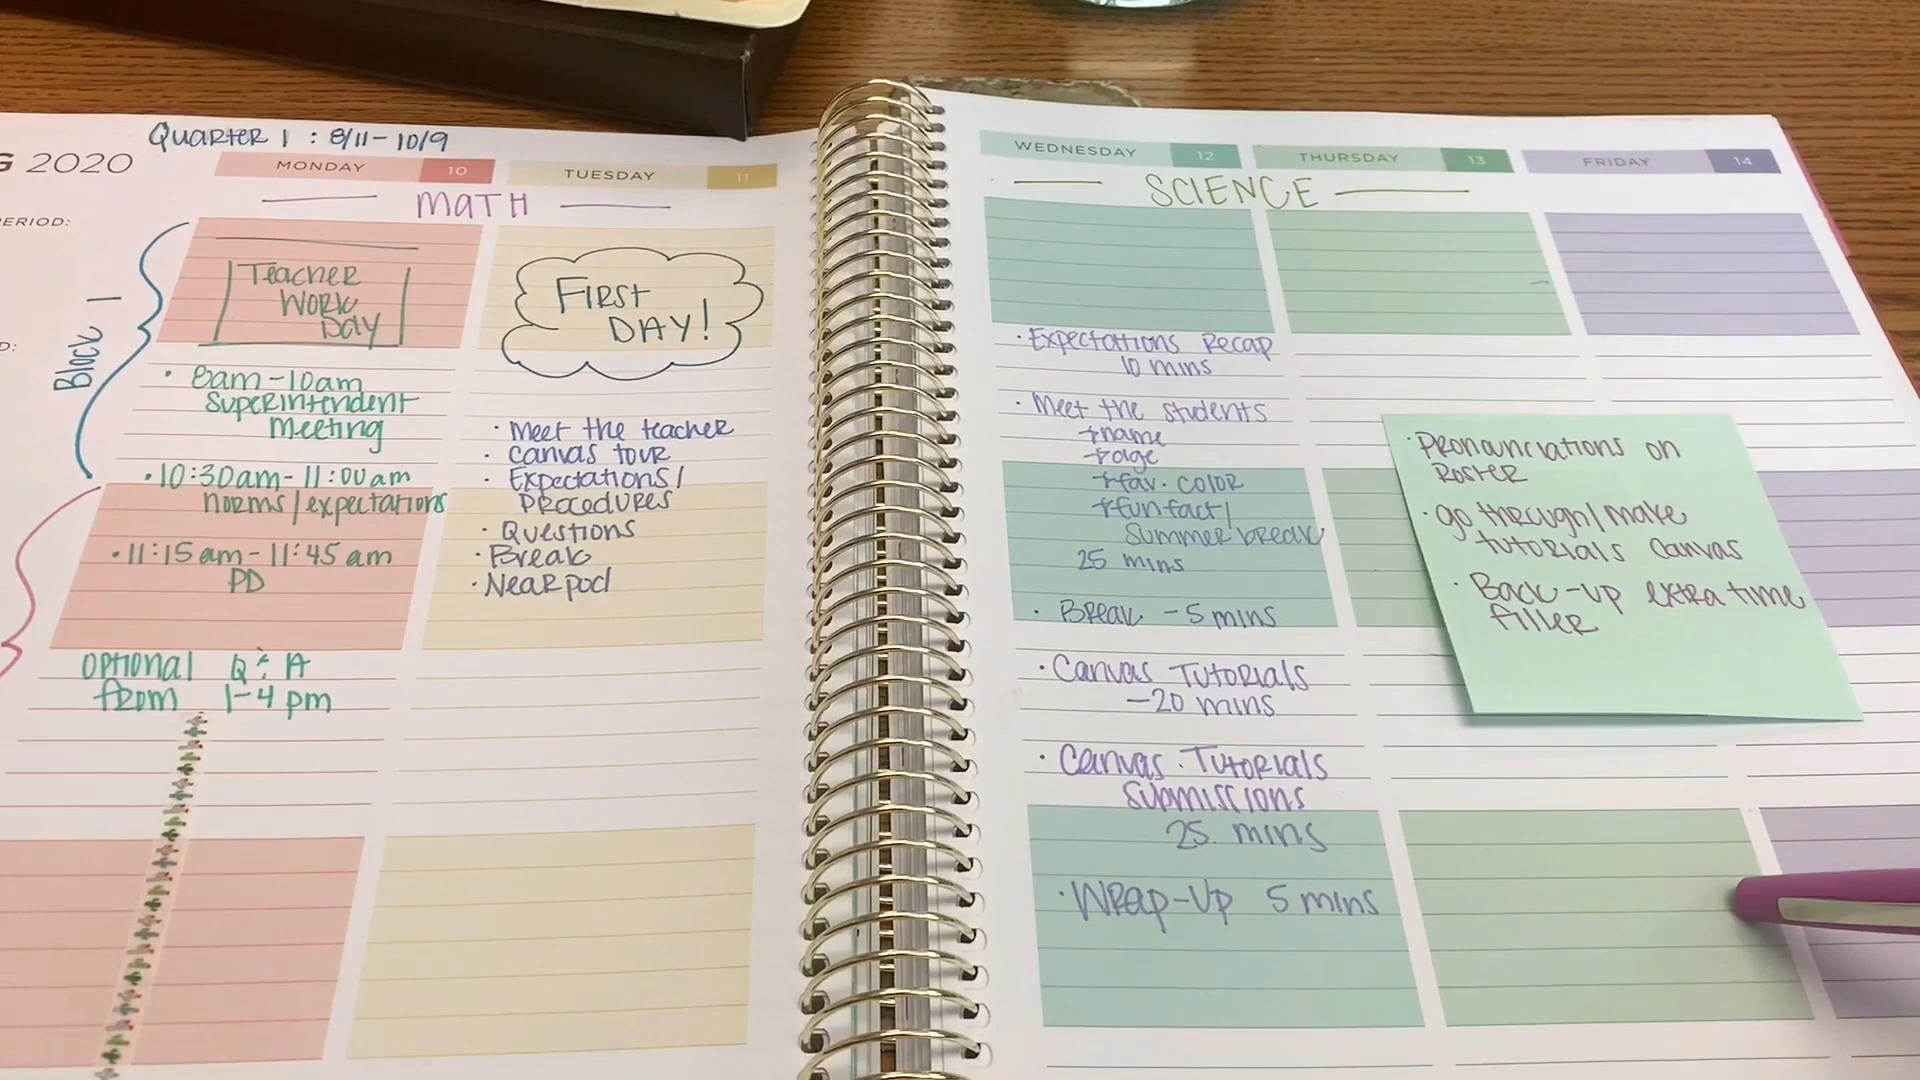 Quarter 1 : 8/11-10/9
G 2020
ERIOD:
D:
MONDAY 10
TUESDAY 11
MATH
Block 1
Teacher
Work
Day
• 8am-10am
Superintendent
Meeting
• 10:30am-11:00am
norms/expectations
• 11:15am-11:45am
PD
Optional Q & A
from 1-4 pm
First
Day!
• Meet the teacher
• Canvas tour
• Expectations/
Procedures
• Questions
• Break
• Nearpod
WEDNESDAY 12
THURSDAY 13
FRIDAY 14
SCIENCE
• Expectations Recap
10 mins
• Meet the students
→name
→age
→fav. color
→fun fact/
Summer break
25 mins
• Break - 5 mins
• Canvas Tutorials
-20 mins
• Canvas Tutorials
Submissions
25 mins
• Wrap-Up 5 mins
• Pronunciations on
Roster
• go through/make
tutorials Canvas
• Back-up extra time
filler